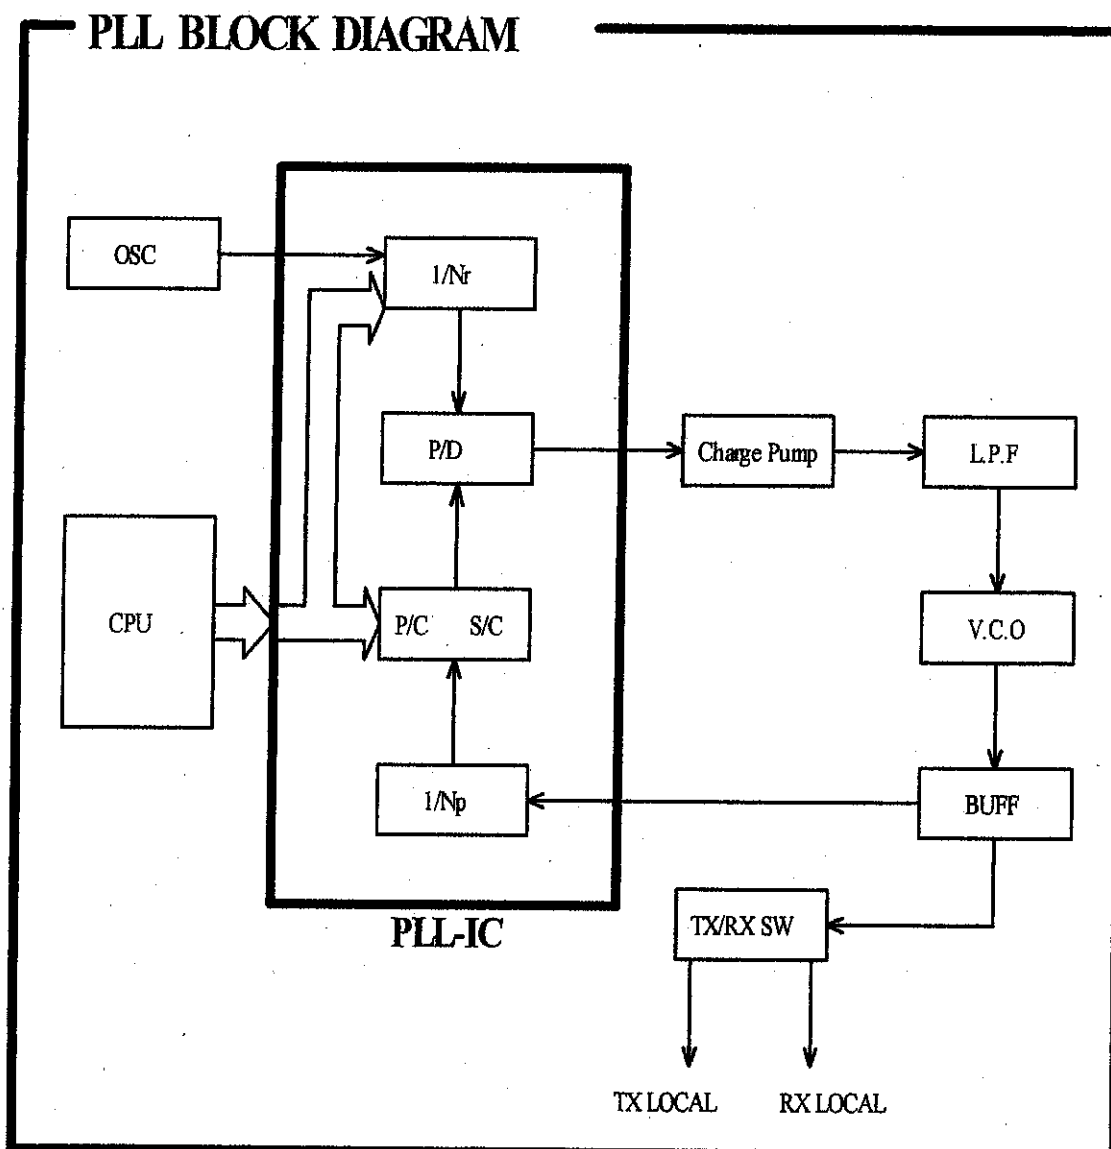 PLL BLOCK DIAGRAM
OSC
1/Nr
P/D
Charge Pump
L.P.F
CPU
P/C S/C
V.C.O
1/Np
BUFF
PLL-IC
TX/RX SW
TX LOCAL
RX LOCAL